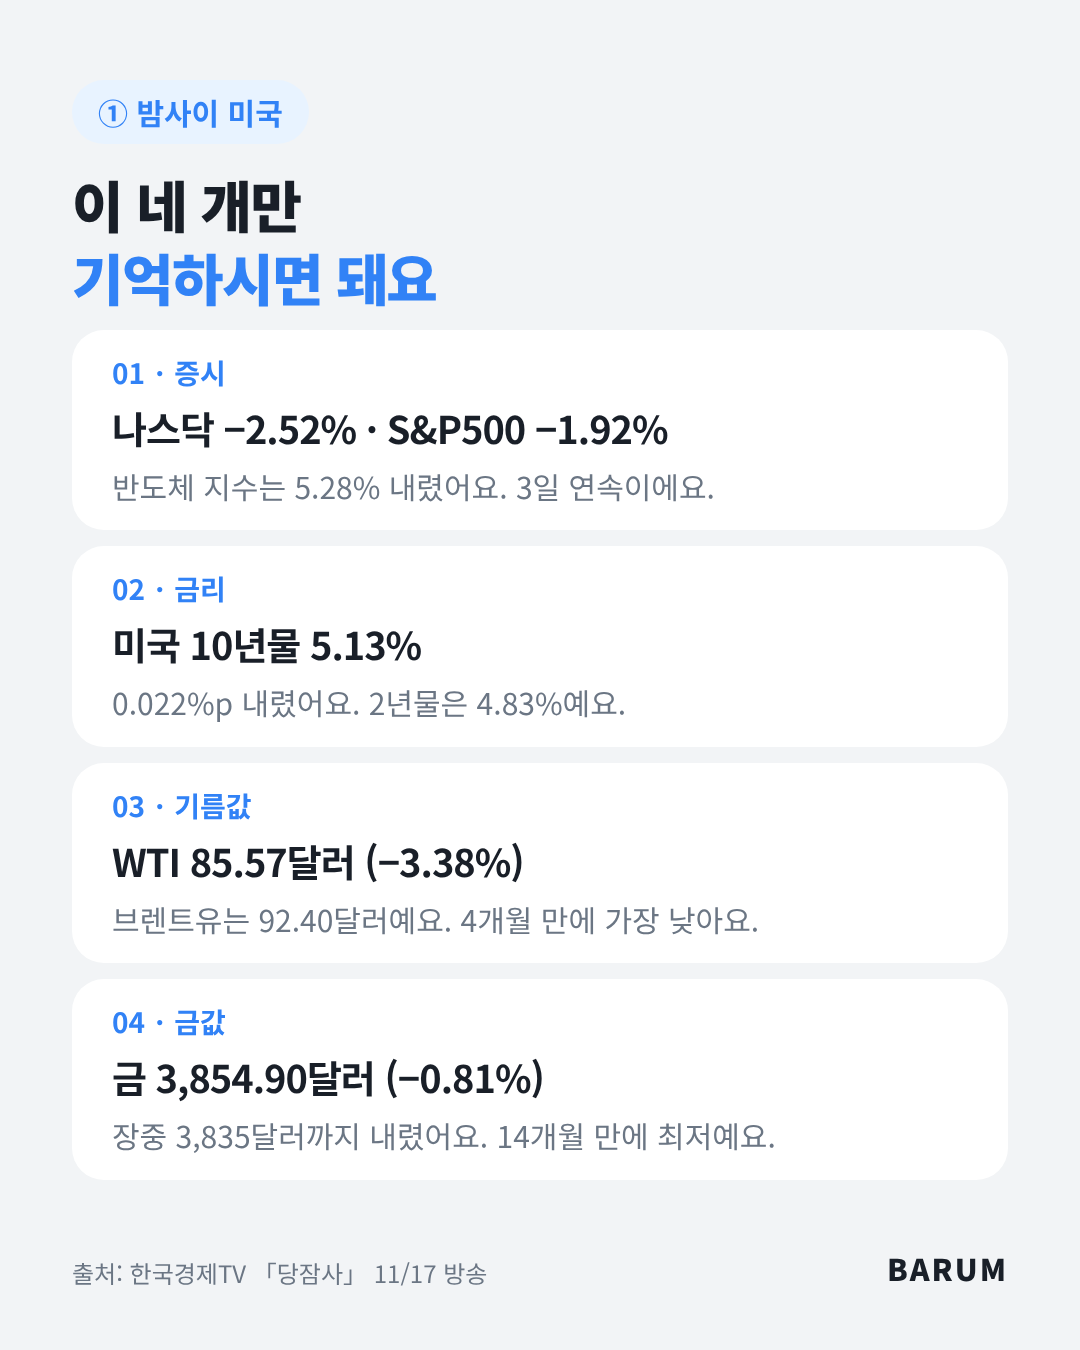 ① 밤사이 미국
이 네 개만
기억하시면 돼요
01 · 증시
나스닥 −2.52% · S&P500 −1.92%
반도체 지수는 5.28% 내렸어요. 3일 연속이에요.
02 · 금리
미국 10년물 5.13%
0.022%p 내렸어요. 2년물은 4.83%예요.
03 · 기름값
WTI 85.57달러 (−3.38%)
브렌트유는 92.40달러예요. 4개월 만에 가장 낮아요.
04 · 금값
금 3,854.90달러 (−0.81%)
장중 3,835달러까지 내렸어요. 14개월 만에 최저예요.
출처: 한국경제TV 「당잠사」 11/17 방송
BARUM